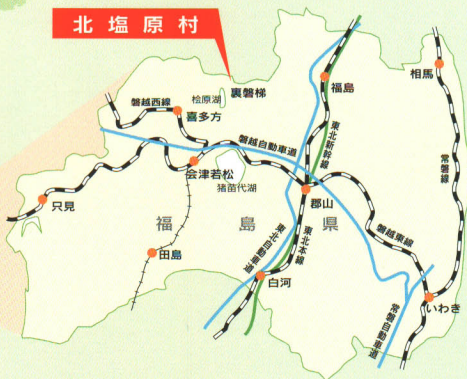 北塩原村
相馬
福島
裏磐梯
桧原湖
磐越西線
喜多方
東北新幹線
磐越自動車道
常磐線
会津若松
猪苗代湖
郡山
只見
福島県
磐越東線
東北自動車道
東北本線
田島
白河
いわき
常磐自動車道